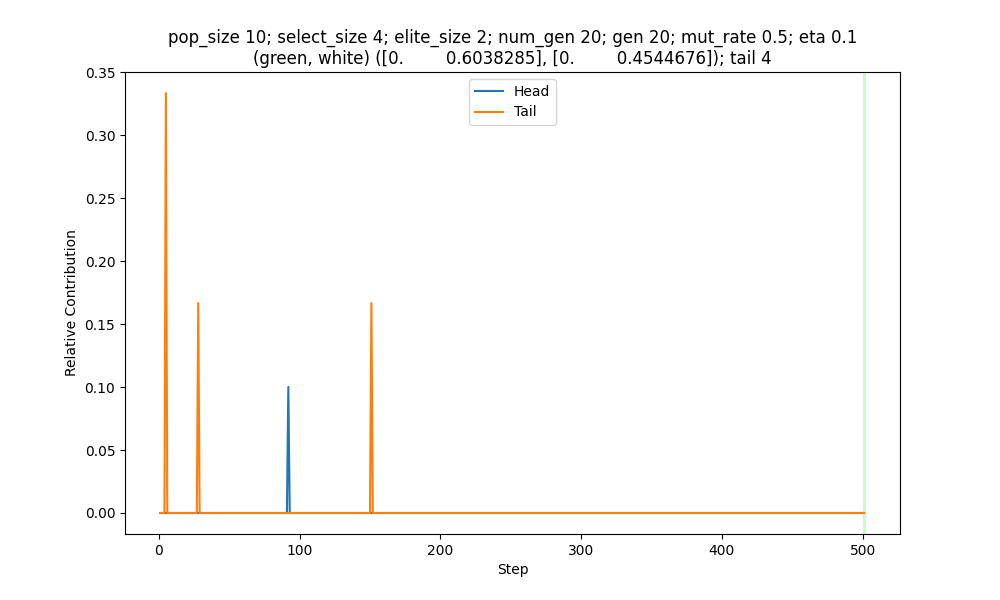 pop_size 10; select_size 4; elite_size 2; num_gen 20; gen 20; mut_rate 0.5; eta 0.1
(green, white) ([0.         0.6038285], [0.         0.4544676]); tail 4
Head
Tail
0.35
0.30
0.25
0.20
0.15
0.10
0.05
0.00
Relative Contribution
0 100 200 300 400 500
Step